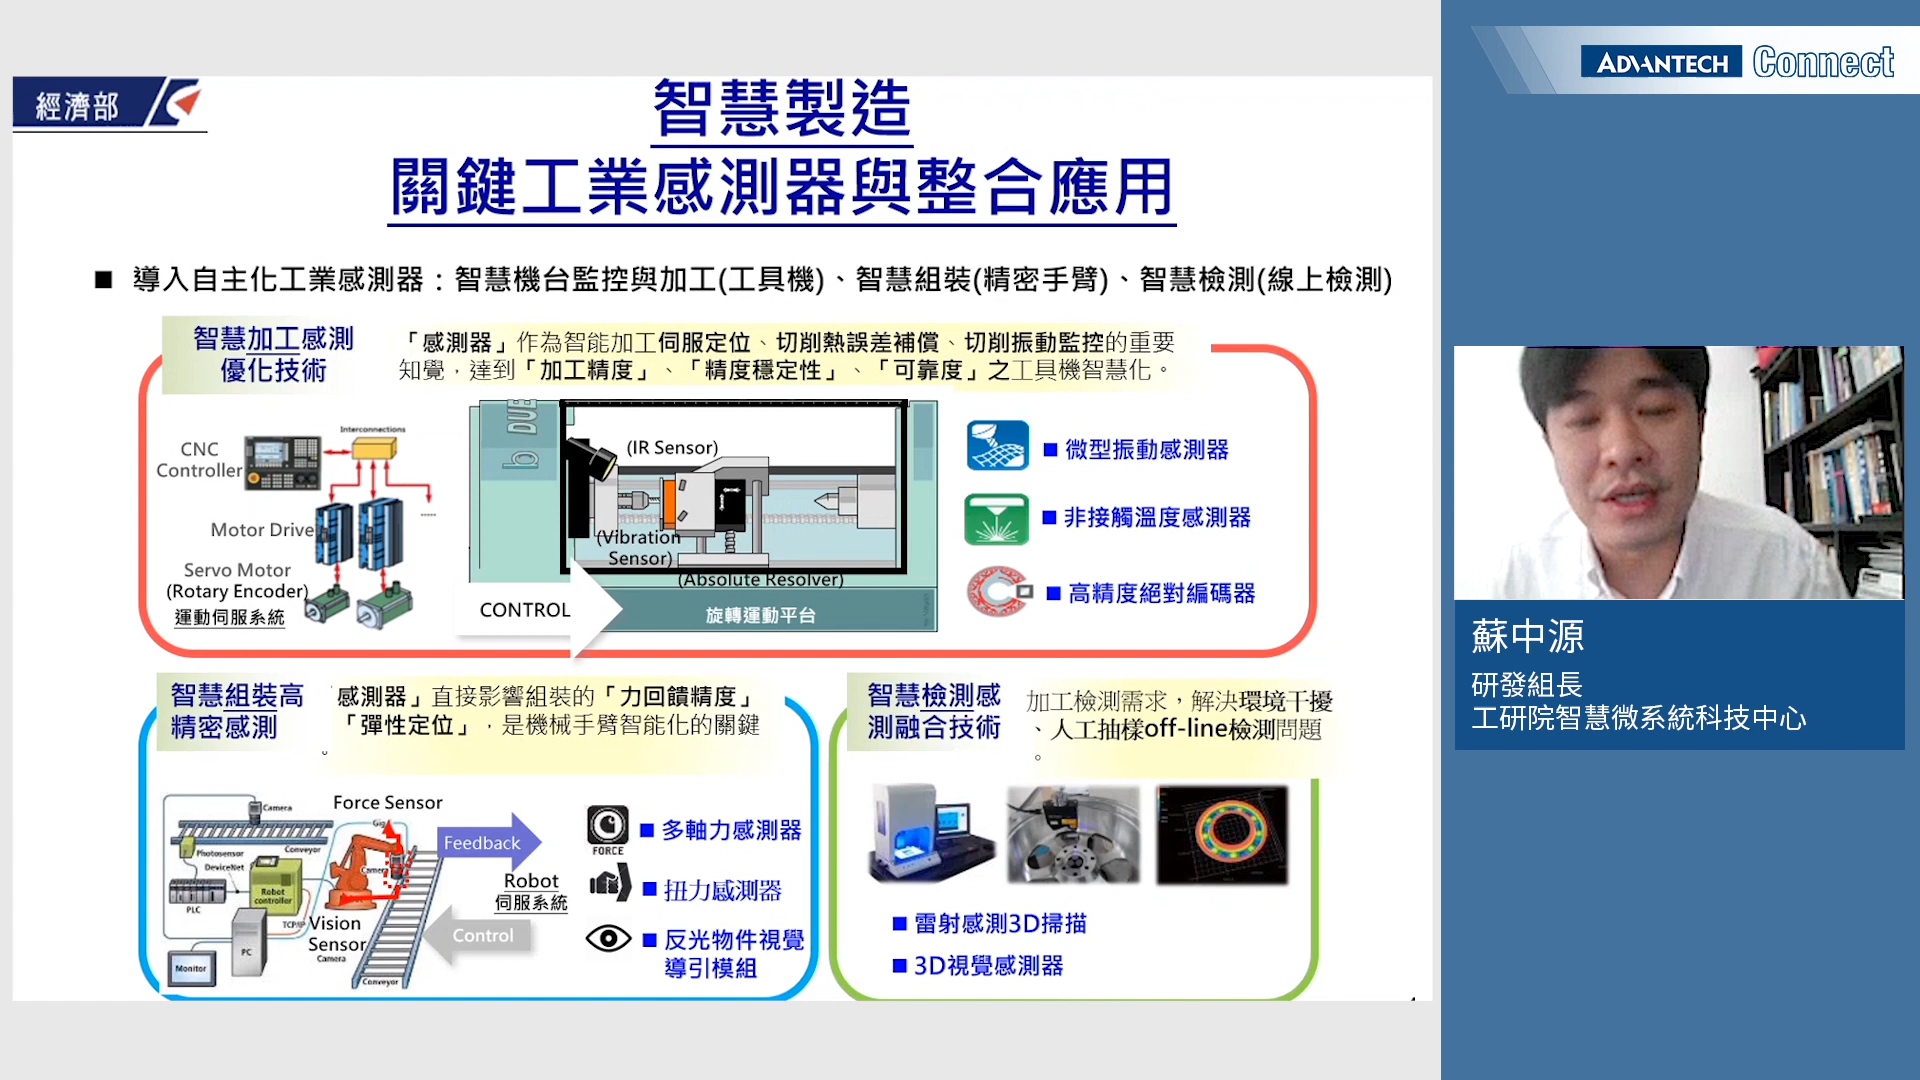 經濟部
智慧製造
關鍵工業感測器與整合應用
■ 導入自主化工業感測器：智慧機台監控與加工(工具機)、智慧組裝(精密手臂)、智慧檢測(線上檢測)
智慧加工感測
優化技術
「感測器」作為智能加工伺服定位、切削熱誤差補償、切削振動監控的重要
知覺，達到「加工精度」、「精度穩定性」、「可靠度」之工具機智慧化。
CNC
Controller
Interconnections
.....
Motor Drive
Servo Motor
(Rotary Encoder)
運動伺服系統
CONTROL
(IR Sensor)
(Vibration
Sensor)
(Absolute Resolver)
旋轉運動平台
■ 微型振動感測器
■ 非接觸溫度感測器
■ 高精度絕對編碼器
智慧組裝高
精密感測
感測器」直接影響組裝的「力回饋精度」
「彈性定位」，是機械手臂智能化的關鍵
。
Camera
Force Sensor
Photosensor
Conveyor
DeviceNet
Camera
PLC
Robot
controller
TCP/IP
PC
Monitor
Vision
Sensor
Camera
Conveyor
Feedback
Robot
伺服系統
Control
FORCE
■ 多軸力感測器
■ 扭力感測器
■ 反光物件視覺
導引模組
智慧檢測感
測融合技術
加工檢測需求，解決環境干擾
、人工抽樣off-line檢測問題
。
■ 雷射感測3D掃描
■ 3D視覺感測器
ADVANTECH Connect
蘇中源
研發組長
工研院智慧微系統科技中心